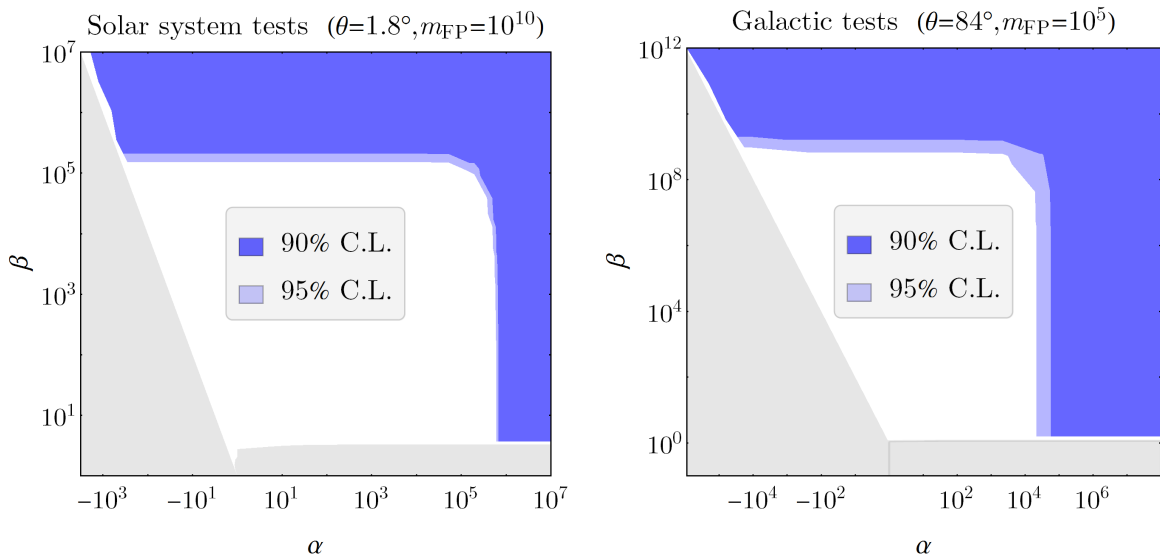 Solar system tests (θ=1.8°,m_FP=10^10)
10^7
10^5
10^3
10^1
β
90% C.L.
95% C.L.
−10^3 −10^1 10^1 10^3 10^5 10^7
α
Galactic tests (θ=84°,m_FP=10^5)
10^12
10^8
10^4
10^0
β
90% C.L.
95% C.L.
−10^4 −10^2 10^2 10^4 10^6
α